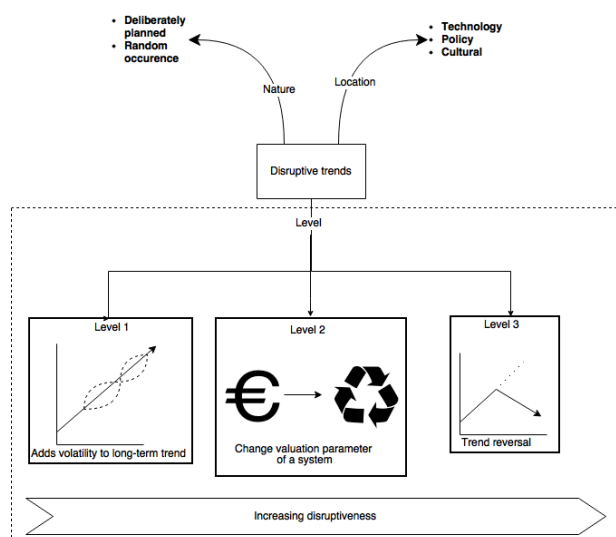 • Deliberately
planned
• Random
occurence
• Technology
• Policy
• Cultural
Nature
Location
Disruptive trends
Level
Level 1
Adds volatility to long-term trend
Level 2
€
Change valuation parameter
of a system
Level 3
Trend reversal
Increasing disruptiveness